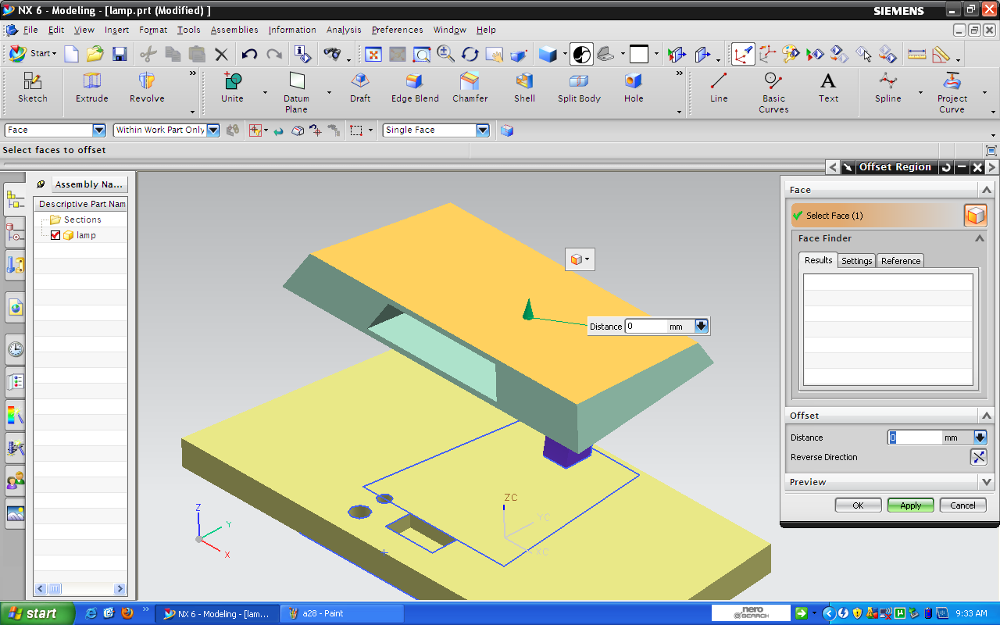 NX 6 - Modeling - [lamp.prt (Modified) ]
SIEMENS
File Edit View Insert Format Tools Assemblies Information Analysis Preferences Window Help
Start
Sketch Extrude Revolve Unite Datum Plane Draft Edge Blend Chamfer Shell Split Body Hole Line Basic Curves Text Spline Project Curve
Face Within Work Part Only Single Face
Select faces to offset
Offset Region
Assembly Na...
Descriptive Part Nam
Sections
lamp
Face
Select Face (1)
Face Finder
Results Settings Reference
Distance 0 mm
Offset
Distance 0 mm
Reverse Direction
Preview
OK Apply Cancel
ZC
YC
XC
Z
Y
X
start
NX 6 - Modeling - [lam...
a28 - Paint
nero
SEARCH
9:33 AM